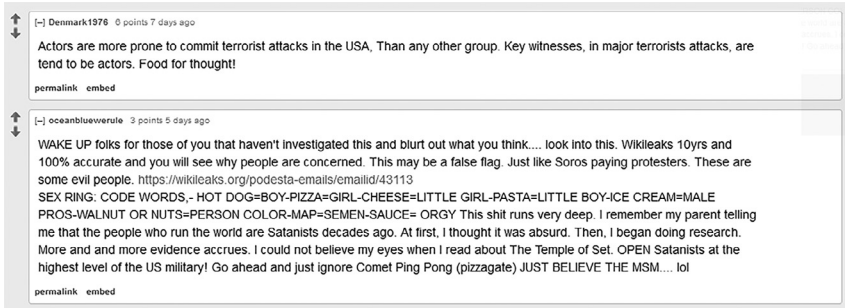 [–] Denmark1976 6 points 7 days ago
Actors are more prone to commit terrorist attacks in the USA, Than any other group. Key witnesses, in major terrorists attacks, are
tend to be actors. Food for thought!
permalink embed
[–] oceanbluewerule 3 points 5 days ago
WAKE UP folks for those of you that haven't investigated this and blurt out what you think.... look into this. Wikileaks 10yrs and
100% accurate and you will see why people are concerned. This may be a false flag. Just like Soros paying protesters. These are
some evil people. https://wikileaks.org/podesta-emails/emailid/43113
SEX RING: CODE WORDS,- HOT DOG=BOY-PIZZA=GIRL-CHEESE=LITTLE GIRL-PASTA=LITTLE BOY-ICE CREAM=MALE
PROS-WALNUT OR NUTS=PERSON COLOR-MAP=SEMEN-SAUCE= ORGY This shit runs very deep. I remember my parent telling
me that the people who run the world are Satanists decades ago. At first, I thought it was absurd. Then, I began doing research.
More and and more evidence accrues. I could not believe my eyes when I read about The Temple of Set. OPEN Satanists at the
highest level of the US military! Go ahead and just ignore Comet Ping Pong (pizzagate) JUST BELIEVE THE MSM.... lol
permalink embed